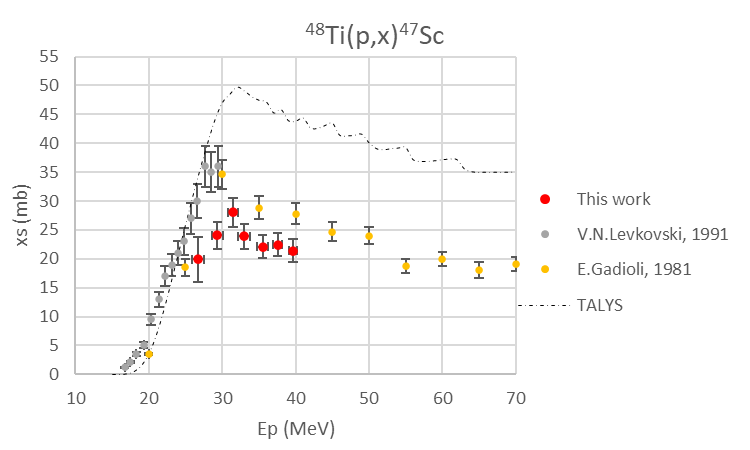 ⁴⁸Ti(p,x)⁴⁷Sc
55
50
45
40
35
30
25
20
15
10
5
0
xs (mb)
10 20 30 40 50 60 70
Ep (MeV)
This work
V.N.Levkovski, 1991
E.Gadioli, 1981
TALYS